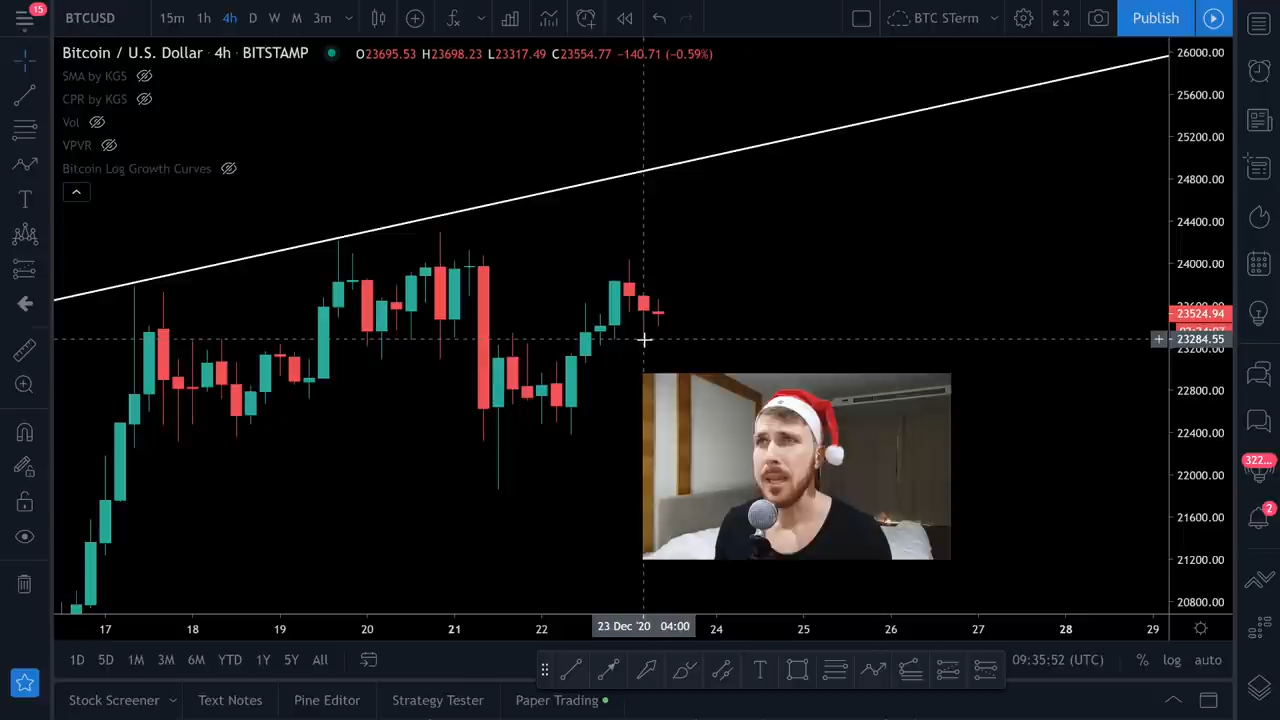 15
BTCUSD
15m 1h 4h D W M 3m
BTC STerm
Publish
Bitcoin / U.S. Dollar · 4h · BITSTAMP
O23695.53 H23698.23 L23317.49 C23554.77 −140.71 (−0.59%)
SMA by KGS
CPR by KGS
Vol
VPVR
Bitcoin Log Growth Curves
26000.00
25600.00
25200.00
24800.00
24400.00
24000.00
23524.94
23284.55
22800.00
22400.00
22000.00
21600.00
21200.00
20800.00
322...
2
17 18 19 20 21 22 23 Dec '20 04:00 24 25 26 27 28 29
1D 5D 1M 3M 6M YTD 1Y 5Y All
09:35:52 (UTC) % log auto
Stock Screener Text Notes Pine Editor Strategy Tester Paper Trading